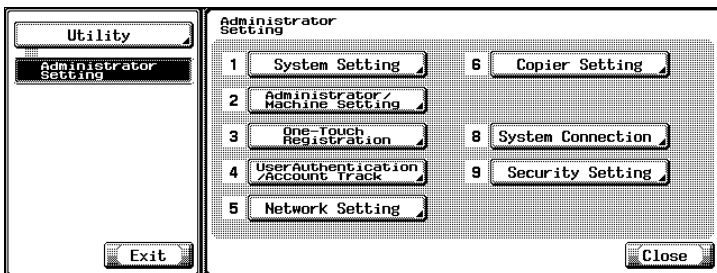 Utility
Administrator
Setting
Exit
Administrator
Setting
1 System Setting
2 Administrator/
Machine Setting
3 One-Touch
Registration
4 UserAuthentication
/Account Track
5 Network Setting
6 Copier Setting
8 System Connection
9 Security Setting
Close